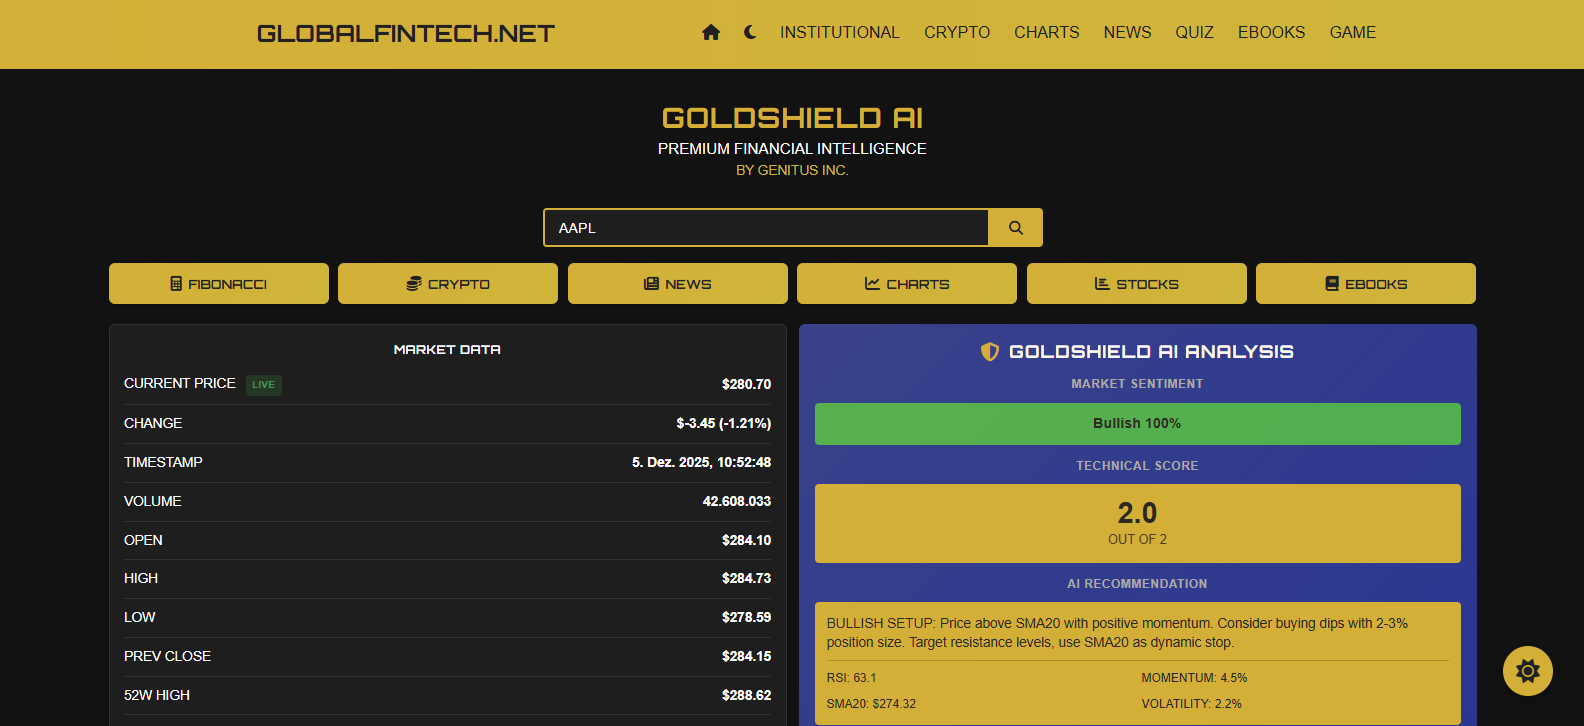 GLOBALFINTECH.NET
INSTITUTIONAL CRYPTO CHARTS NEWS QUIZ EBOOKS GAME
GOLDSHIELD AI
PREMIUM FINANCIAL INTELLIGENCE
BY GENITUS INC.
AAPL
FIBONACCI CRYPTO NEWS CHARTS STOCKS EBOOKS
MARKET DATA
CURRENT PRICE LIVE $280.70
CHANGE $-3.45 (-1.21%)
TIMESTAMP 5. Dez. 2025, 10:52:48
VOLUME 42.608.033
OPEN $284.10
HIGH $284.73
LOW $278.59
PREV CLOSE $284.15
52W HIGH $288.62
GOLDSHIELD AI ANALYSIS
MARKET SENTIMENT
Bullish 100%
TECHNICAL SCORE
2.0
OUT OF 2
AI RECOMMENDATION
BULLISH SETUP: Price above SMA20 with positive momentum. Consider buying dips with 2-3%
position size. Target resistance levels, use SMA20 as dynamic stop.
RSI: 63.1 MOMENTUM: 4.5%
SMA20: $274.32 VOLATILITY: 2.2%